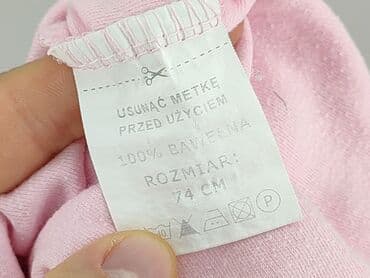 USUNĄĆ METKĘ
PRZED UŻYCIEM
100% BAWEŁNA
ROZMIAR:
74 CM
P